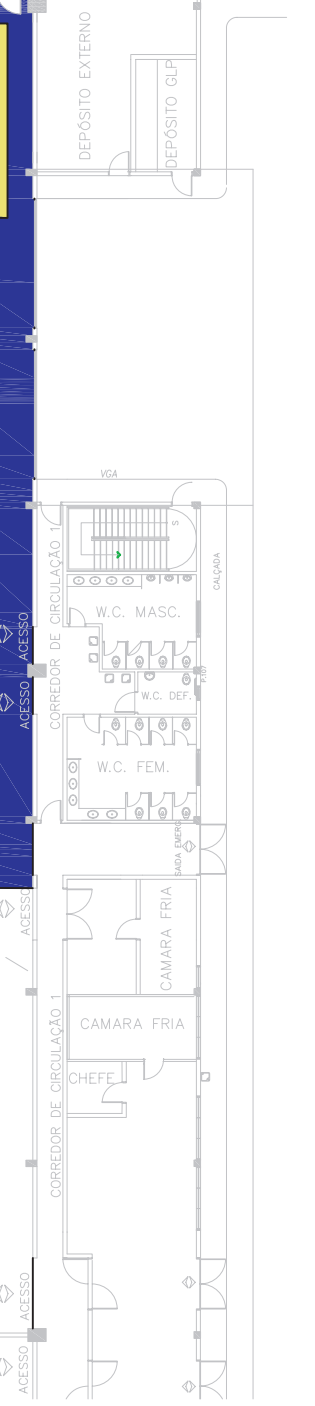 DEPÓSITO EXTERNO
DEPÓSITO GLP
VGA
S
CORREDOR DE CIRCULAÇÃO 1
W.C. MASC.
CALÇADA
ACESSO
ACESSO
W.C. DEF.
P.107
W.C. FEM.
SAIDA EMERG
ACESSO
CAMARA FRIA
CAMARA FRIA
CORREDOR DE CIRCULAÇÃO 1
CHEFE
ACESSO
ACESSO